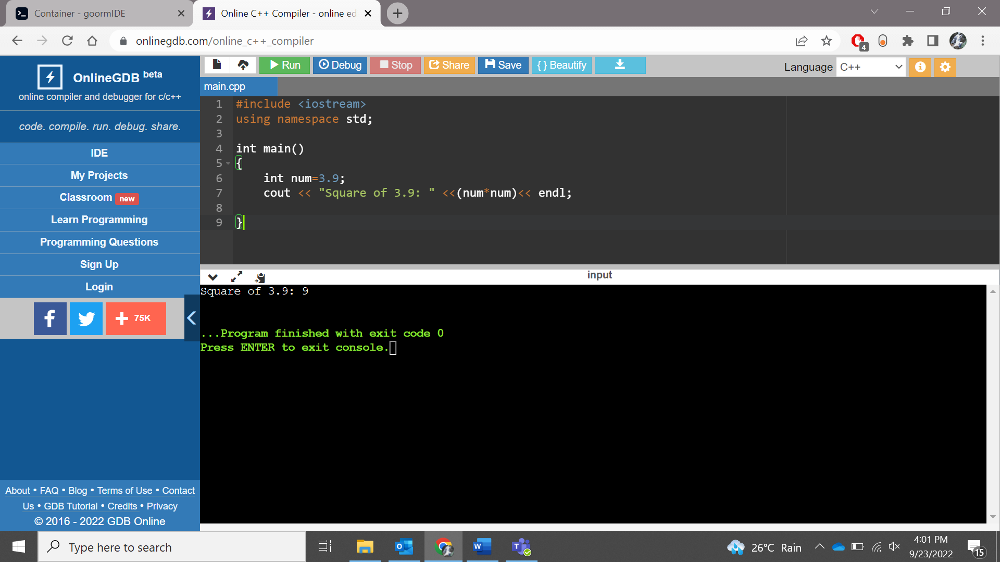 Container - goormIDE
Online C++ Compiler - online ed
onlinegdb.com/online_c++_compiler
4
OnlineGDB beta
online compiler and debugger for c/c++
code. compile. run. debug. share.
IDE
My Projects
Classroom new
Learn Programming
Programming Questions
Sign Up
Login
f
+ 75K
About • FAQ • Blog • Terms of Use • Contact
Us • GDB Tutorial • Credits • Privacy
© 2016 - 2022 GDB Online
Run Debug Stop Share Save { } Beautify
Language C++
main.cpp
1 #include <iostream>
2 using namespace std;
3
4 int main()
5 {
6 int num=3.9;
7 cout << "Square of 3.9: " <<(num*num)<< endl;
8
9 }
input
Square of 3.9: 9
...Program finished with exit code 0
Press ENTER to exit console.
Type here to search
26°C Rain
4:01 PM
9/23/2022
15